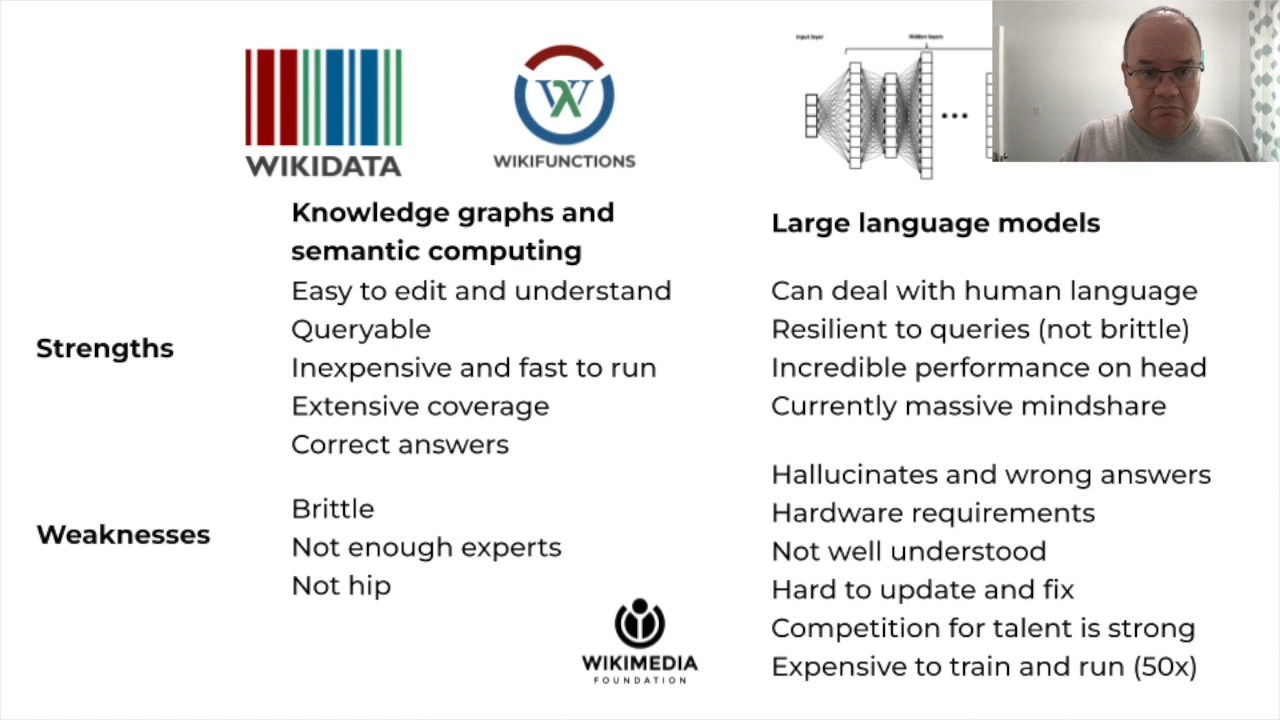 Input layer
Hidden layers
WIKIDATA
WIKIFUNCTIONS
Knowledge graphs and
semantic computing
Large language models
Strengths
Easy to edit and understand
Queryable
Inexpensive and fast to run
Extensive coverage
Correct answers
Can deal with human language
Resilient to queries (not brittle)
Incredible performance on head
Currently massive mindshare
Weaknesses
Brittle
Not enough experts
Not hip
Hallucinates and wrong answers
Hardware requirements
Not well understood
Hard to update and fix
Competition for talent is strong
Expensive to train and run (50x)
WIKIMEDIA
FOUNDATION